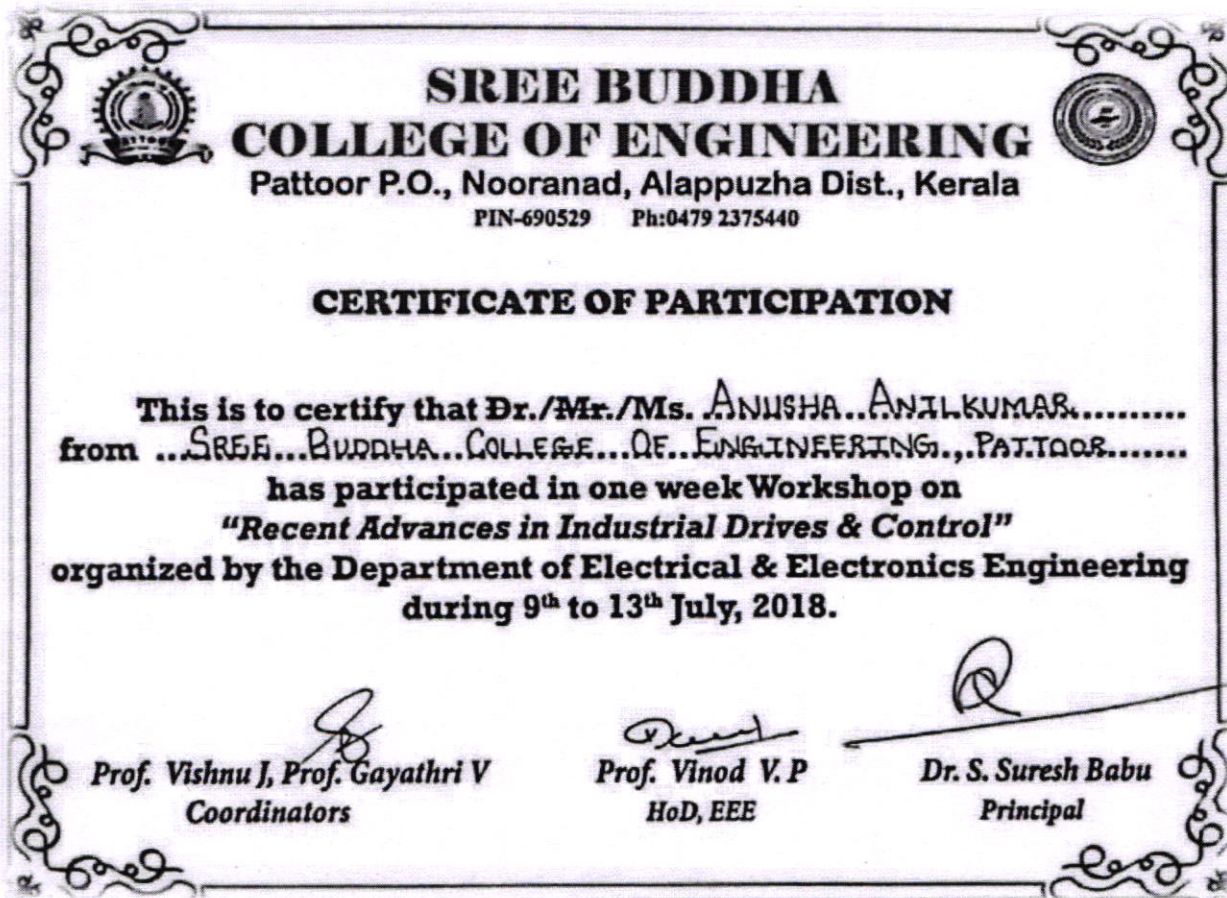 SREE BUDDHA
COLLEGE OF ENGINEERING
Pattoor P.O., Nooranad, Alappuzha Dist., Kerala
PIN-690529 Ph:0479 2375440
CERTIFICATE OF PARTICIPATION
This is to certify that Dr./Mr./Ms. ANUSHA..ANILKUMAR..........
from ...SREE...BUDDHA..COLLEGE...OF..ENGINEERING.,.PATTOOR.......
has participated in one week Workshop on
“Recent Advances in Industrial Drives & Control”
organized by the Department of Electrical & Electronics Engineering
during 9th to 13th July, 2018.
Prof. Vishnu J, Prof. Gayathri V
Coordinators
Prof. Vinod V. P
HoD, EEE
Dr. S. Suresh Babu
Principal